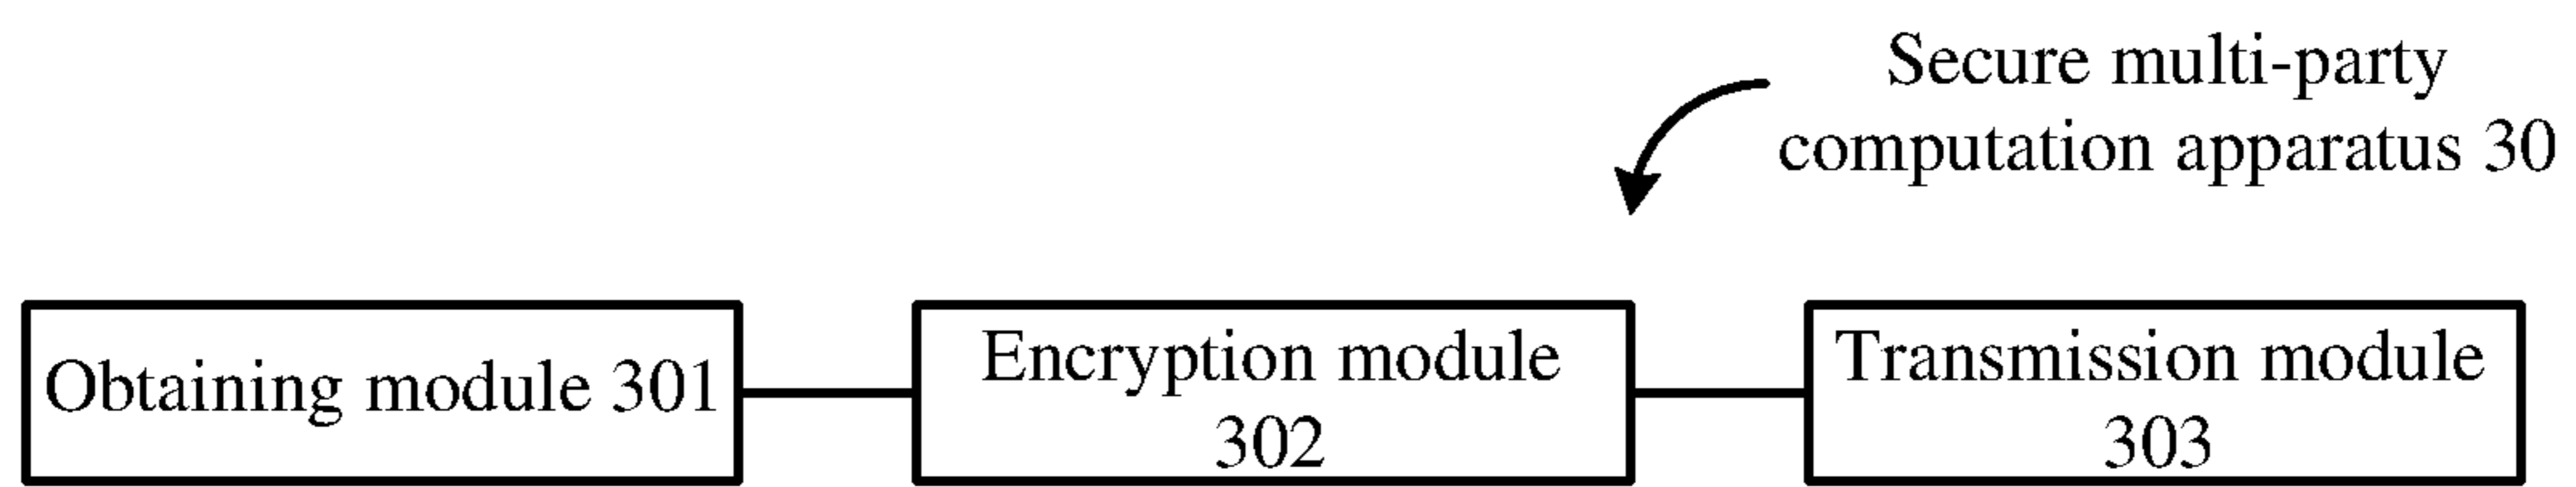 Secure multi-party
computation apparatus 30
Obtaining module 301
Encryption module
302
Transmission module
303